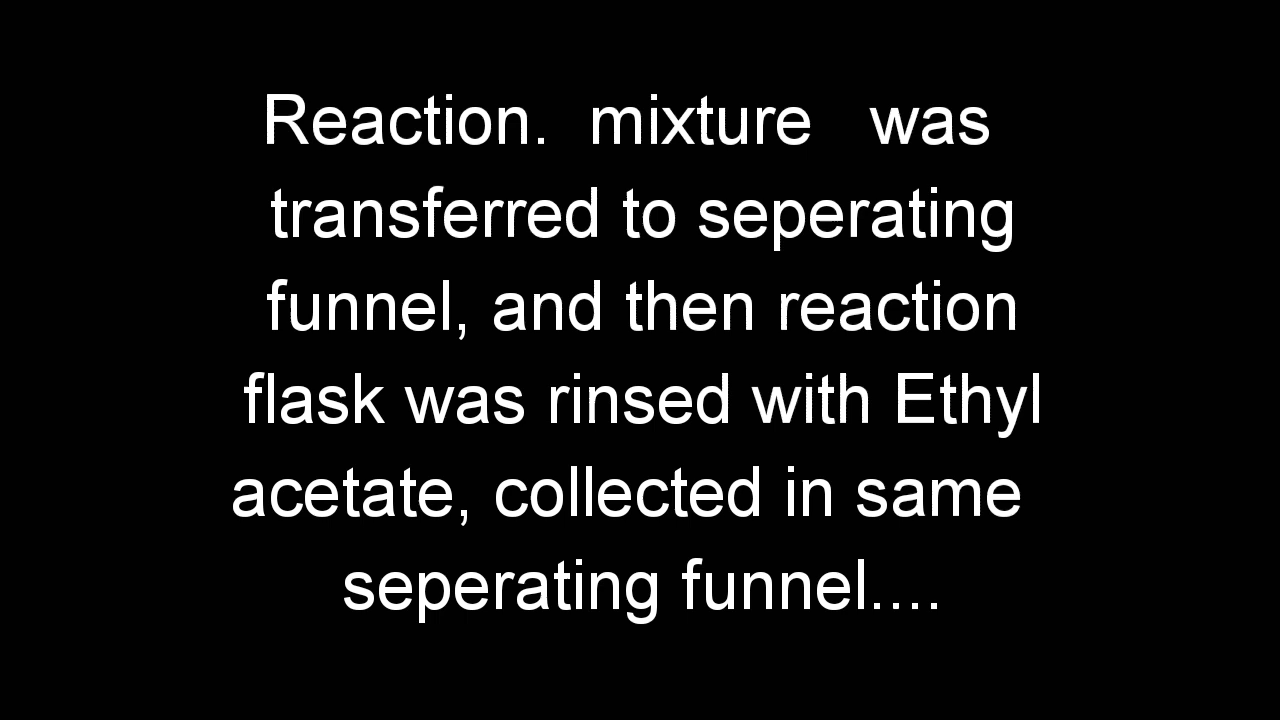 Reaction. mixture was
transferred to seperating
funnel, and then reaction
flask was rinsed with Ethyl
acetate, collected in same
seperating funnel....